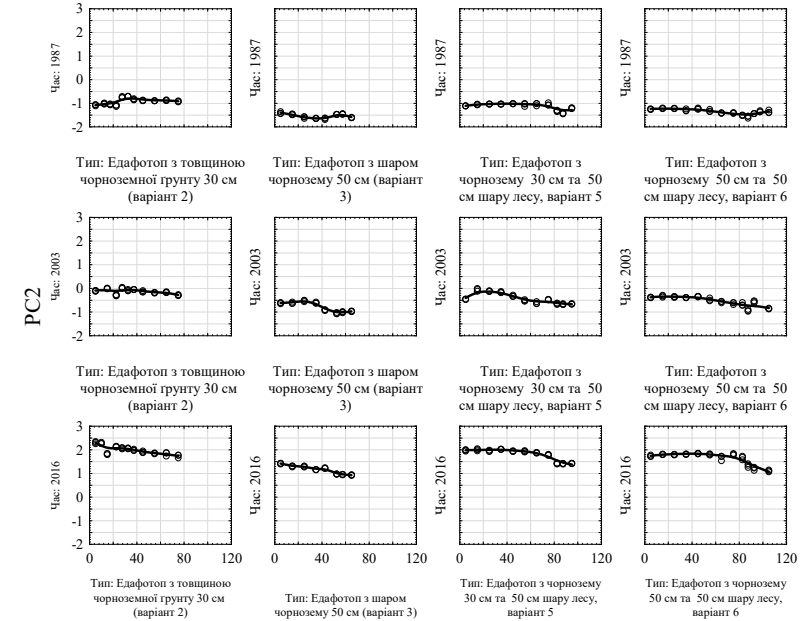 3
2
1
0
-1
-2
Час: 1987
Час: 1987
Час: 1987
Час: 1987
Тип: Едафотоп з товщиною
чорноземної ґрунту 30 см
(варіант 2)
Тип: Едафотоп з шаром
чорнозему 50 см (варіант
3)
Тип: Едафотоп з
чорнозему 30 см та 50
см шару лесу, варіант 5
Тип: Едафотоп з
чорнозему 50 см та 50
см шару лесу, варіант 6
PC2
3
2
1
0
-1
-2
Час: 2003
Час: 2003
Час: 2003
Час: 2003
Тип: Едафотоп з товщиною
чорноземної ґрунту 30 см
(варіант 2)
Тип: Едафотоп з шаром
чорнозему 50 см (варіант
3)
Тип: Едафотоп з
чорнозему 30 см та 50
см шару лесу, варіант 5
Тип: Едафотоп з
чорнозему 50 см та 50
см шару лесу, варіант 6
3
2
1
0
-1
-2
Час: 2016
Час: 2016
Час: 2016
Час: 2016
0 40 80 120
0 40 80 120
0 40 80 120
0 40 80 120
Тип: Едафотоп з товщиною
чорноземної ґрунту 30 см
(варіант 2)
Тип: Едафотоп з шаром
чорнозему 50 см (варіант 3)
Тип: Едафотоп з чорнозему
30 см та 50 см шару лесу,
варіант 5
Тип: Едафотоп з чорнозему
50 см та 50 см шару лесу,
варіант 6